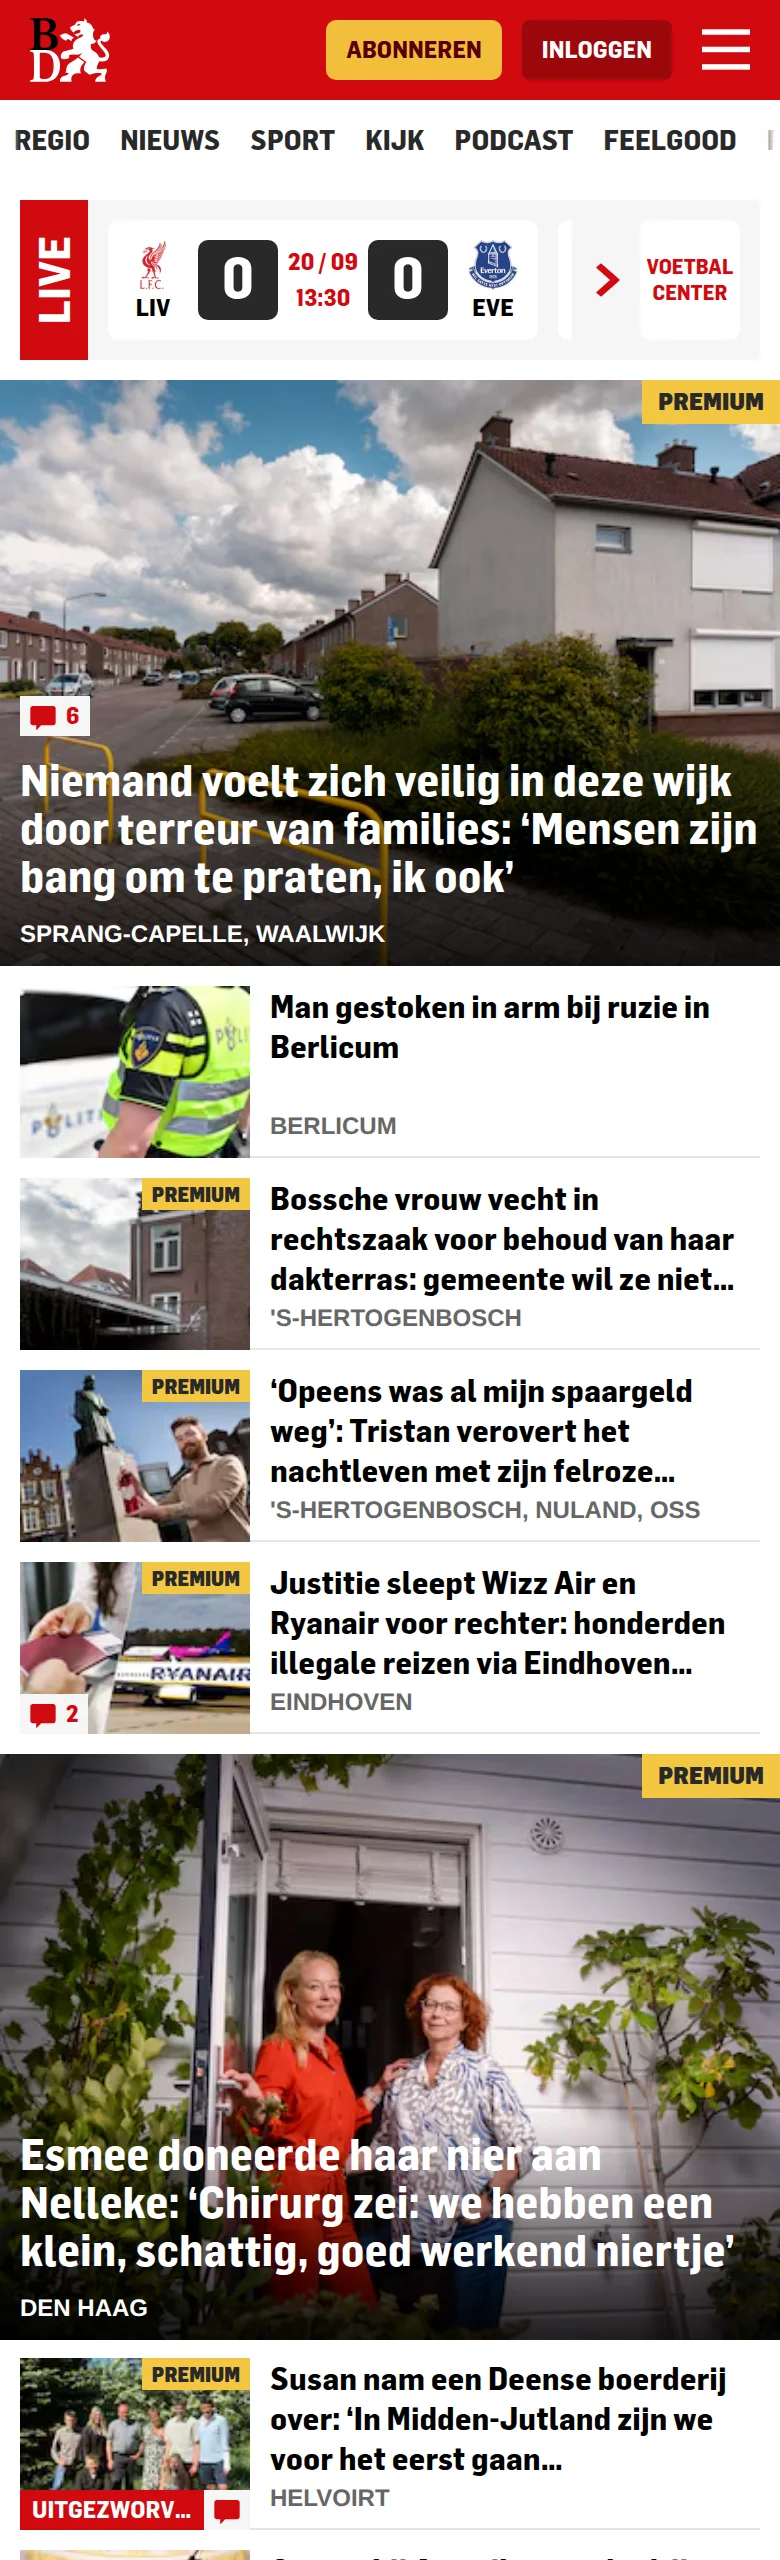 BD
ABONNEREN
INLOGGEN
REGIO NIEUWS SPORT KIJK PODCAST FEELGOOD
LIVE
L.F.C.
LIV
0
20 / 09
13:30
0
Everton
EVE
VOETBAL
CENTER
PREMIUM
6
Niemand voelt zich veilig in deze wijk
door terreur van families: ‘Mensen zijn
bang om te praten, ik ook’
SPRANG-CAPELLE, WAALWIJK
Man gestoken in arm bij ruzie in
Berlicum
BERLICUM
PREMIUM
Bossche vrouw vecht in
rechtszaak voor behoud van haar
dakterras: gemeente wil ze niet...
'S-HERTOGENBOSCH
PREMIUM
‘Opeens was al mijn spaargeld
weg’: Tristan verovert het
nachtleven met zijn felroze...
'S-HERTOGENBOSCH, NULAND, OSS
PREMIUM
RYANAIR
2
Justitie sleept Wizz Air en
Ryanair voor rechter: honderden
illegale reizen via Eindhoven...
EINDHOVEN
PREMIUM
Esmee doneerde haar nier aan
Nelleke: ‘Chirurg zei: we hebben een
klein, schattig, goed werkend niertje’
DEN HAAG
PREMIUM
UITGEZWORV...
Susan nam een Deense boerderij
over: ‘In Midden-Jutland zijn we
voor het eerst gaan...
HELVOIRT